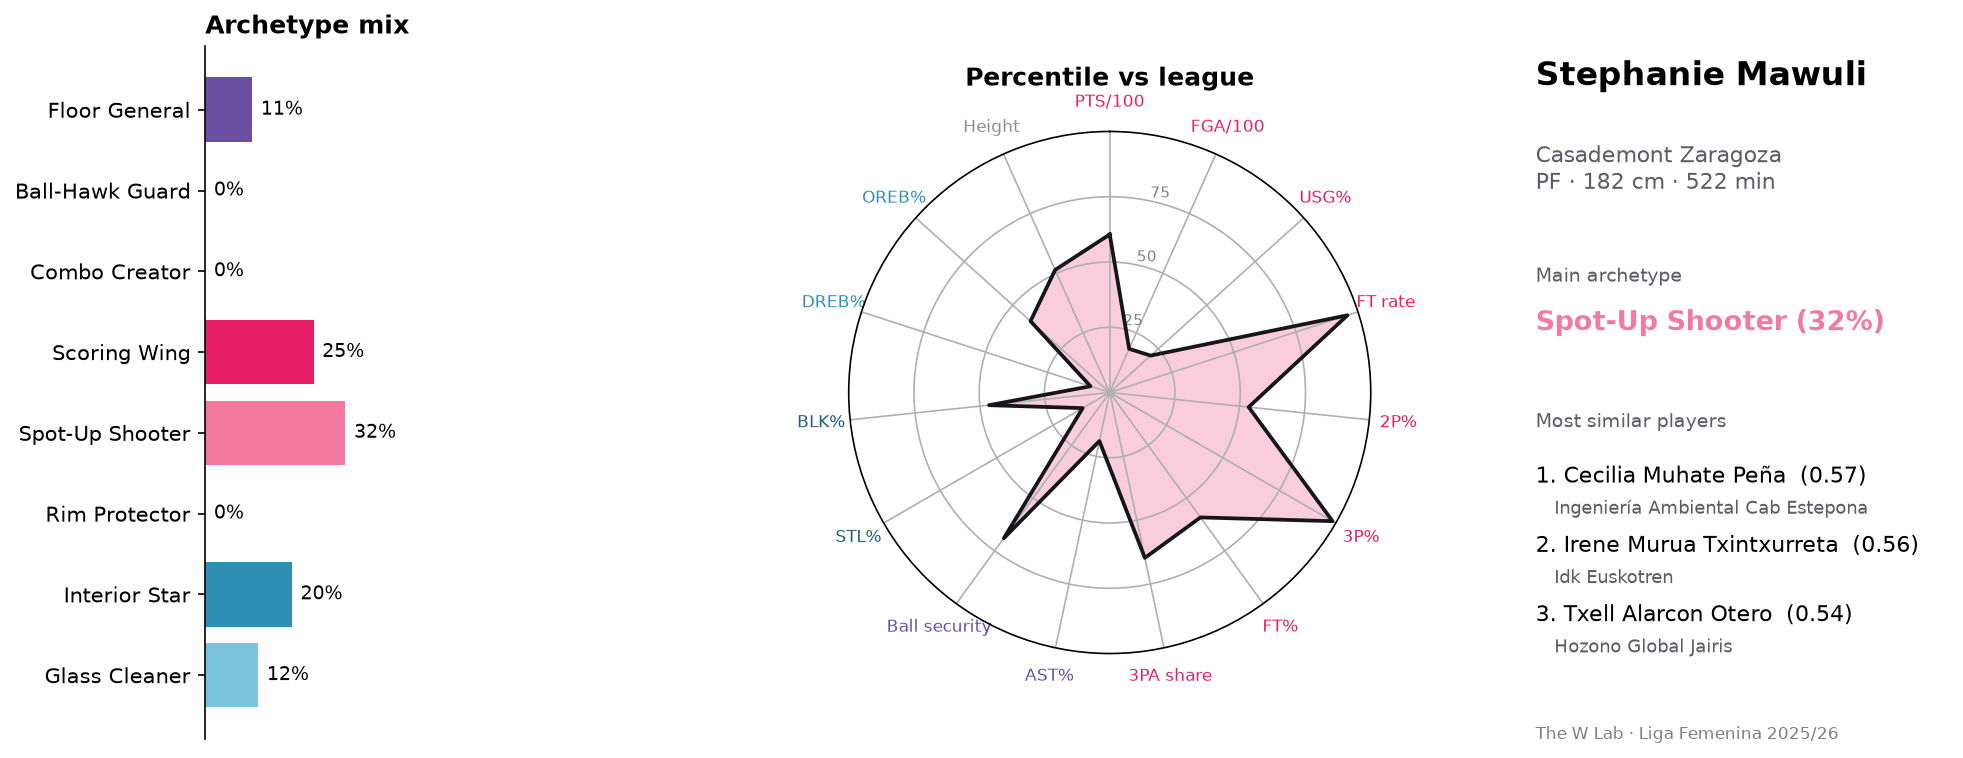 Archetype mix
Floor General
11%
Ball-Hawk Guard
0%
Combo Creator
0%
Scoring Wing
25%
Spot-Up Shooter
32%
Rim Protector
0%
Interior Star
20%
Glass Cleaner
12%
Percentile vs league
PTS/100
FGA/100
USG%
FT rate
2P%
3P%
FT%
3PA share
AST%
Ball security
STL%
BLK%
DREB%
OREB%
Height
75
50
25
Stephanie Mawuli
Casademont Zaragoza
PF · 182 cm · 522 min
Main archetype
Spot-Up Shooter (32%)
Most similar players
1. Cecilia Muhate Peña (0.57)
Ingeniería Ambiental Cab Estepona
2. Irene Murua Txintxurreta (0.56)
Idk Euskotren
3. Txell Alarcon Otero (0.54)
Hozono Global Jairis
The W Lab · Liga Femenina 2025/26